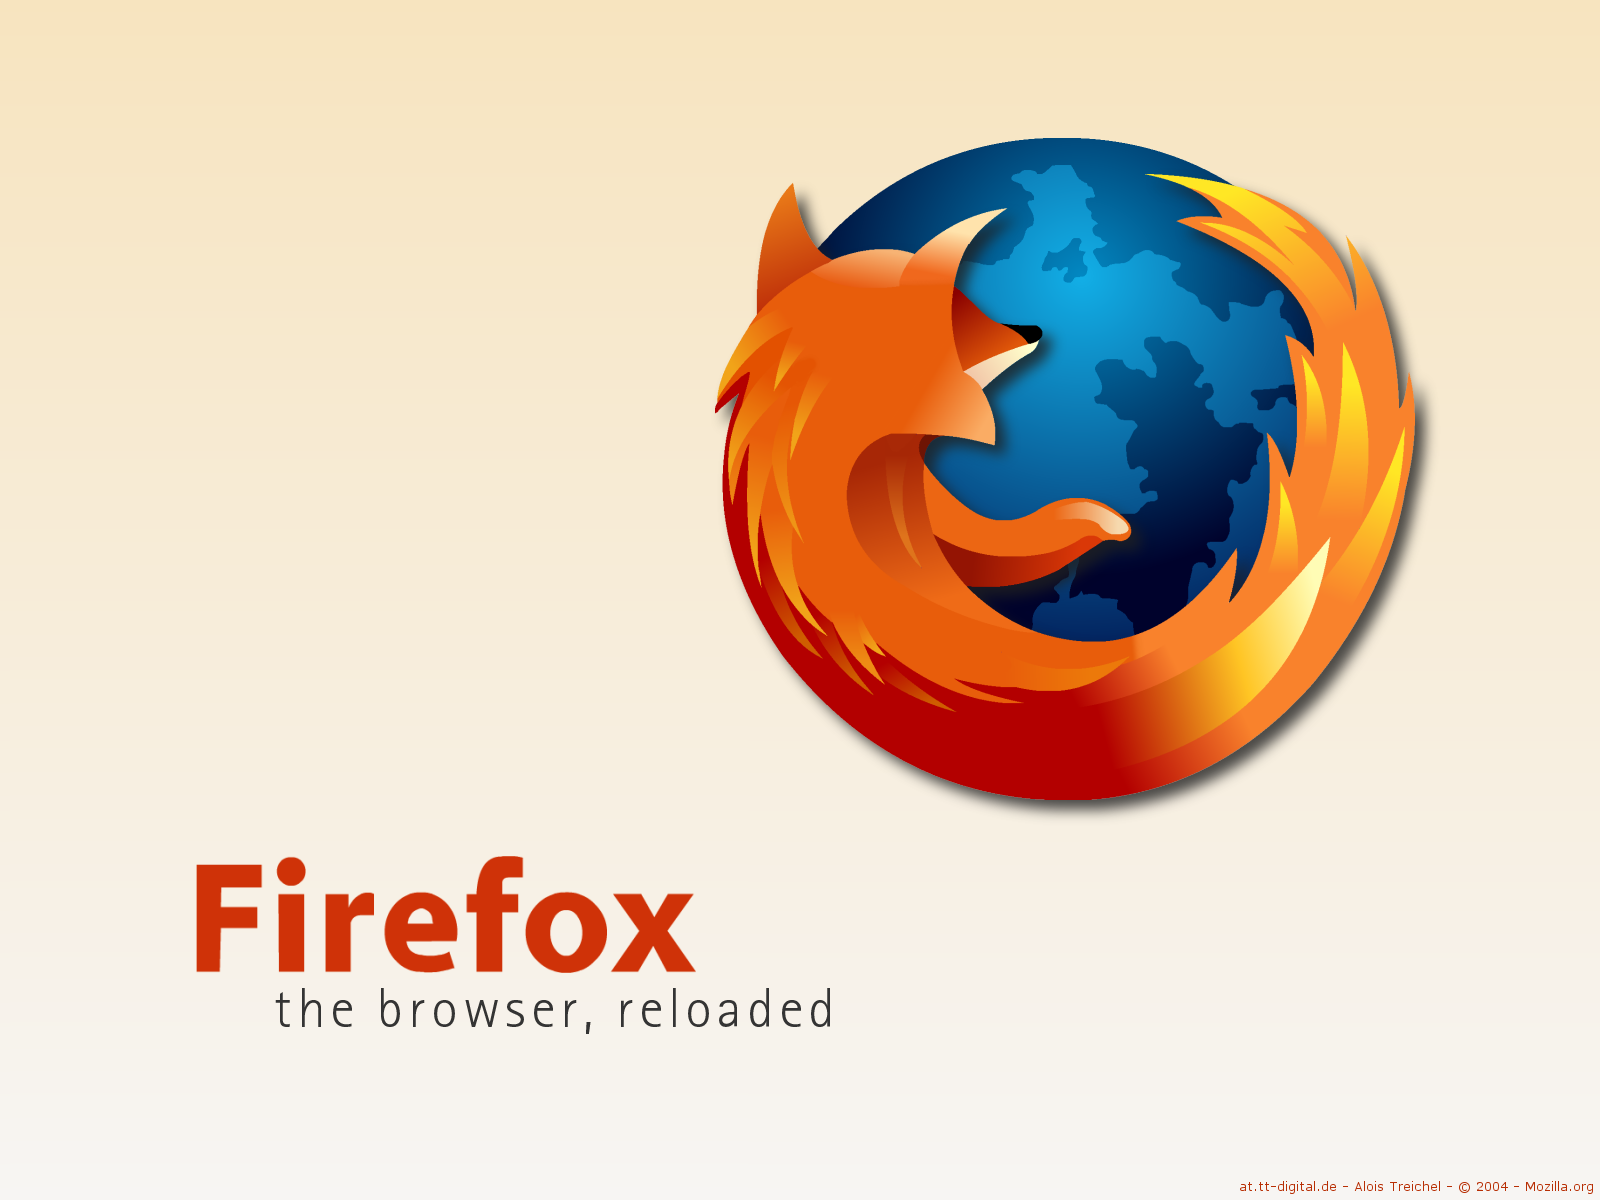 Firefox
the browser, reloaded
at.tt-digital.de - Alois Treichel - © 2004 - Mozilla.org